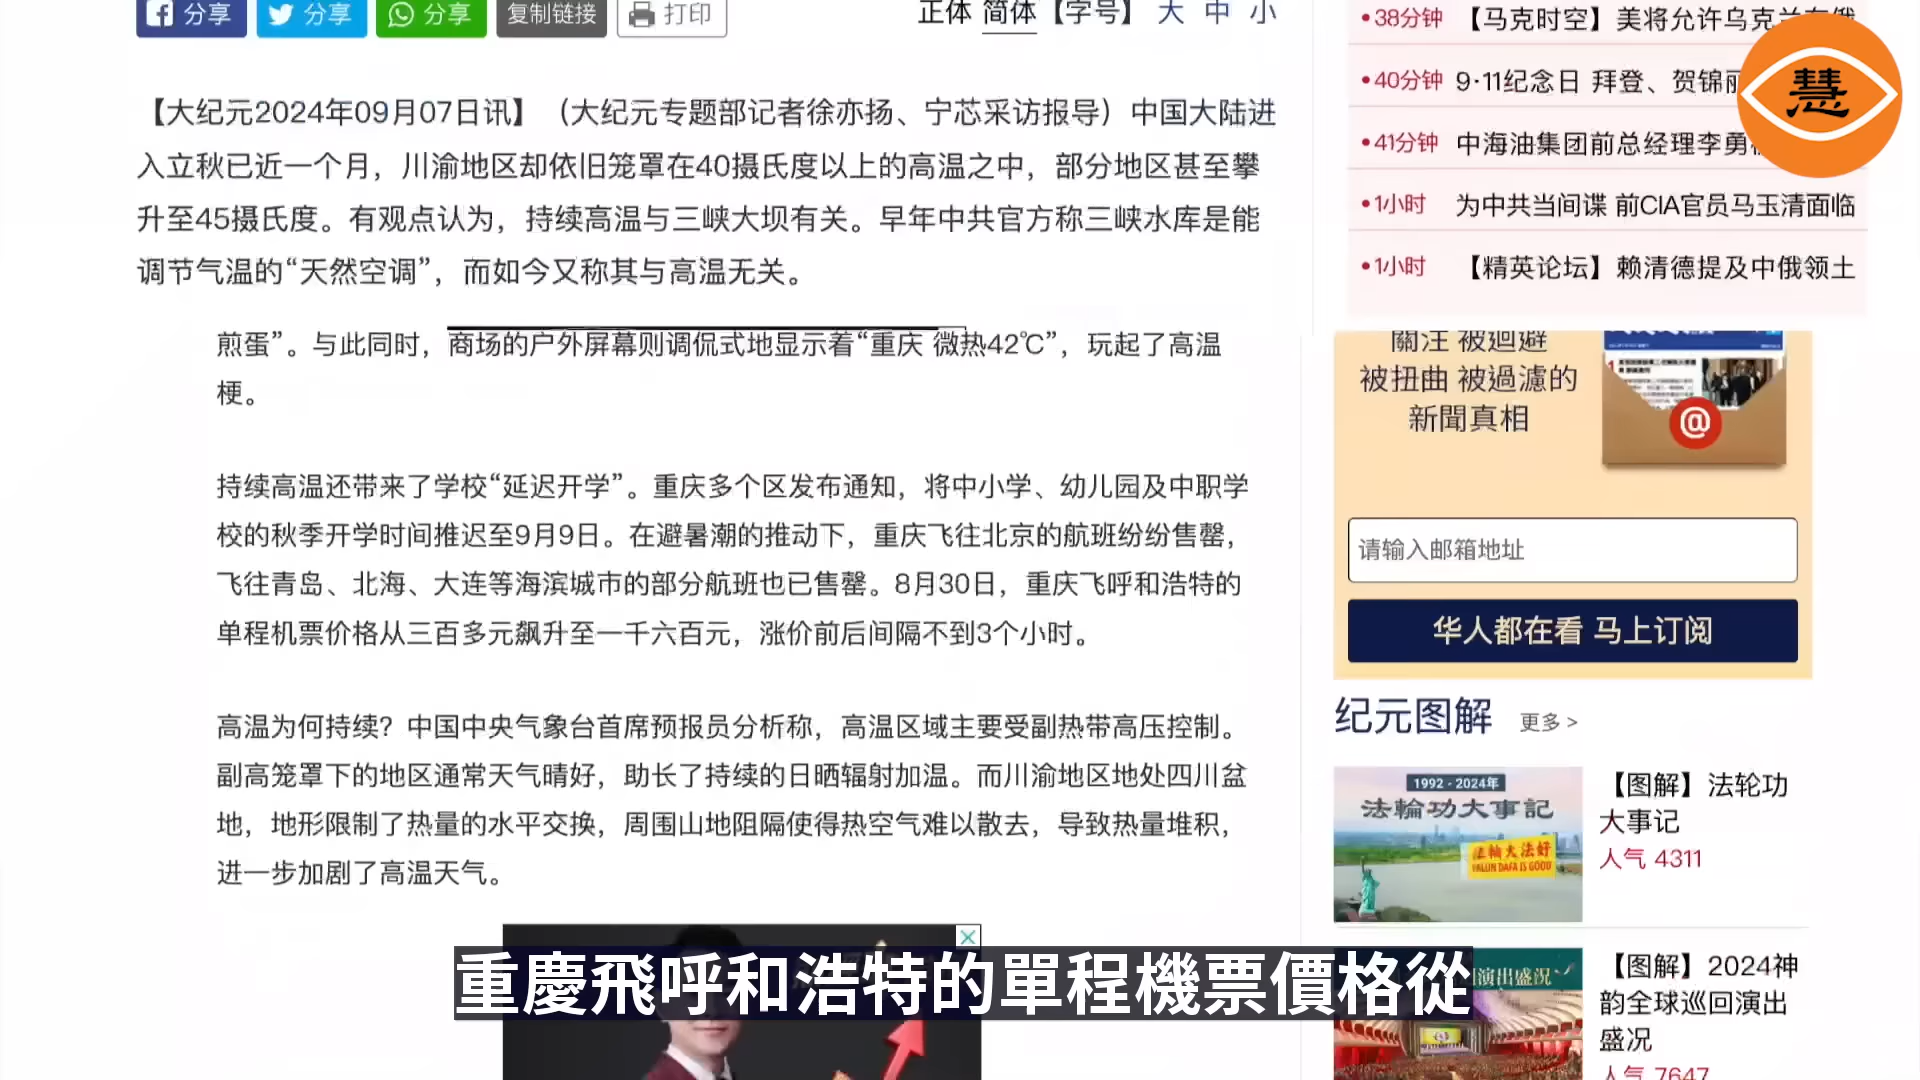 分享 分享 分享 复制链接 打印 正体 简体 【字号】 大 中 小
【大纪元2024年09月07日讯】（大纪元专题部记者徐亦扬、宁芯采访报导）中国大陆进
入立秋已近一个月，川渝地区却依旧笼罩在40摄氏度以上的高温之中，部分地区甚至攀
升至45摄氏度。有观点认为，持续高温与三峡大坝有关。早年中共官方称三峡水库是能
调节气温的“天然空调”，而如今又称其与高温无关。
煎蛋”。与此同时，商场的户外屏幕则调侃式地显示着“重庆 微热42℃”，玩起了高温
梗。
持续高温还带来了学校“延迟开学”。重庆多个区发布通知，将中小学、幼儿园及中职学
校的秋季开学时间推迟至9月9日。在避暑潮的推动下，重庆飞往北京的航班纷纷售罄，
飞往青岛、北海、大连等海滨城市的部分航班也已售罄。8月30日，重庆飞呼和浩特的
单程机票价格从三百多元飙升至一千六百元，涨价前后间隔不到3个小时。
高温为何持续？中国中央气象台首席预报员分析称，高温区域主要受副热带高压控制。
副高笼罩下的地区通常天气晴好，助长了持续的日晒辐射加温。而川渝地区地处四川盆
地，地形限制了热量的水平交换，周围山地阻隔使得热空气难以散去，导致热量堆积，
进一步加剧了高温天气。
重慶飛呼和浩特的單程機票價格從
•38分钟 【马克时空】美将允许乌克兰
•40分钟 9·11纪念日 拜登、贺锦
•41分钟 中海油集团前总经理李勇
•1小时 为中共当间谍 前CIA官员马玉清面临
•1小时 【精英论坛】赖清德提及中俄领土
慧
關注 被迴避
被扭曲 被過濾的
新聞真相
@
请输入邮箱地址
华人都在看 马上订阅
纪元图解 更多 >
1992 - 2024年
法輪功大事記
法輪大法好
FALUN DAFA IS GOOD
【图解】法轮功
大事记
人气 4311
演出盛况
【图解】2024神
韵全球巡回演出
盛况
人气 7647